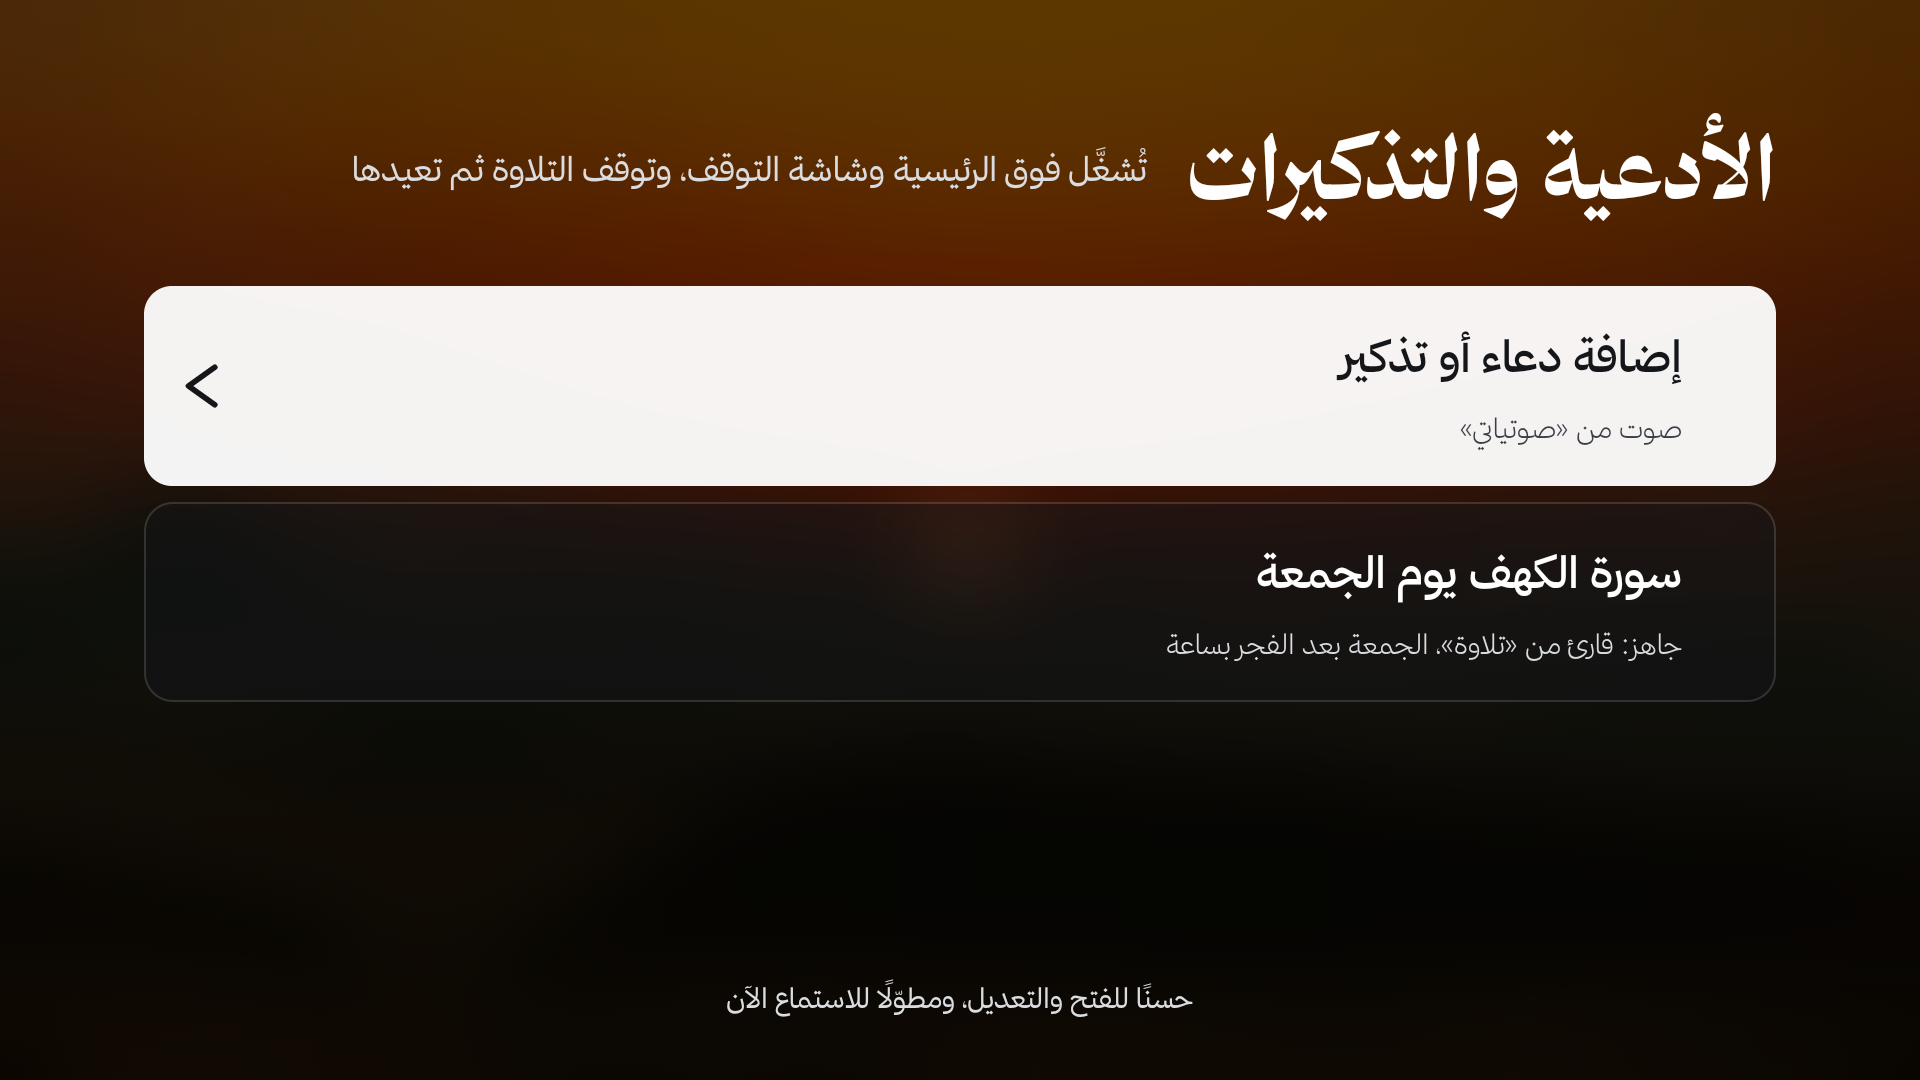 الأدعية والتذكيرات
تُشغَّل فوق الرئيسية وشاشة التوقف، وتوقف التلاوة ثم تعيدها
إضافة دعاء أو تذكير
صوت من «صوتياتي»
سورة الكهف يوم الجمعة
جاهز: قارئ من «تلاوة»، الجمعة بعد الفجر بساعة
حسنًا للفتح والتعديل، ومطوّلًا للاستماع الآن